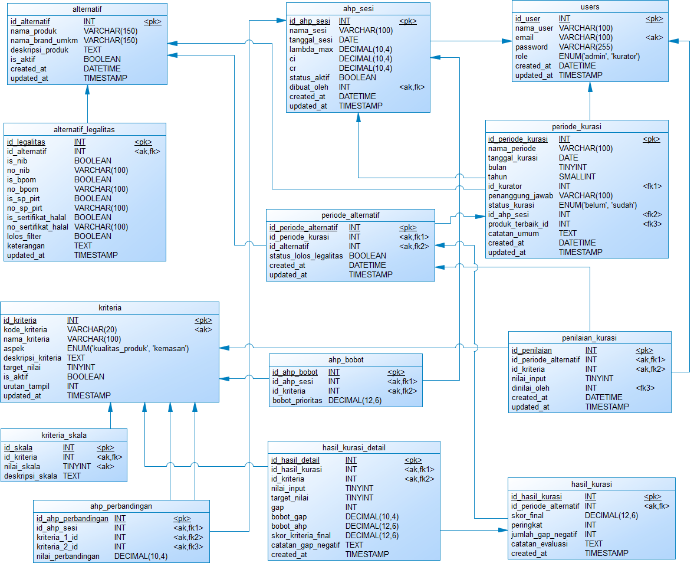 alternatif
id_alternatif INT <pk>
nama_produk VARCHAR(150)
nama_brand_umkm VARCHAR(150)
deskripsi_produk TEXT
is_aktif BOOLEAN
created_at DATETIME
updated_at TIMESTAMP
ahp_sesi
id_ahp_sesi INT <pk>
nama_sesi VARCHAR(100)
tanggal_sesi DATE
lambda_max DECIMAL(10,4)
ci DECIMAL(10,4)
cr DECIMAL(10,4)
status_aktif BOOLEAN
dibuat_oleh INT <ak,fk>
created_at DATETIME
updated_at TIMESTAMP
users
id_user INT <pk>
nama_user VARCHAR(100)
email VARCHAR(100) <ak>
password VARCHAR(255)
role ENUM('admin', 'kurator')
created_at DATETIME
updated_at TIMESTAMP
alternatif_legalitas
id_legalitas INT <pk>
id_alternatif INT <ak,fk>
is_nib BOOLEAN
no_nib VARCHAR(100)
is_bpom BOOLEAN
no_bpom VARCHAR(100)
is_sp_pirt BOOLEAN
no_sp_pirt VARCHAR(100)
is_sertifikat_halal BOOLEAN
no_sertifikat_halal VARCHAR(100)
lolos_filter BOOLEAN
keterangan TEXT
updated_at TIMESTAMP
periode_kurasi
id_periode_kurasi INT <pk>
nama_periode VARCHAR(100)
tanggal_kurasi DATE
bulan TINYINT
tahun SMALLINT
id_kurator INT <fk1>
penanggung_jawab VARCHAR(100)
status_kurasi ENUM('belum', 'sudah')
id_ahp_sesi INT <fk2>
produk_terbaik_id INT <fk3>
catatan_umum TEXT
created_at DATETIME
updated_at TIMESTAMP
periode_alternatif
id_periode_alternatif INT <pk>
id_periode_kurasi INT <ak,fk1>
id_alternatif INT <ak,fk2>
status_lolos_legalitas BOOLEAN
created_at DATETIME
updated_at TIMESTAMP
kriteria
id_kriteria INT <pk>
kode_kriteria VARCHAR(20) <ak>
nama_kriteria VARCHAR(100)
aspek ENUM('kualitas_produk', 'kemasan')
deskripsi_kriteria TEXT
target_nilai TINYINT
is_aktif BOOLEAN
urutan_tampil INT
updated_at TIMESTAMP
penilaian_kurasi
id_penilaian INT <pk>
id_periode_alternatif INT <ak,fk1>
id_kriteria INT <ak,fk2>
nilai_input TINYINT
dinilai_oleh INT <fk3>
created_at DATETIME
updated_at TIMESTAMP
ahp_bobot
id_ahp_bobot INT <pk>
id_ahp_sesi INT <ak,fk1>
id_kriteria INT <ak,fk2>
bobot_prioritas DECIMAL(12,6)
kriteria_skala
id_skala INT <pk>
id_kriteria INT <ak,fk>
nilai_skala TINYINT <ak>
deskripsi_skala TEXT
hasil_kurasi_detail
id_hasil_detail INT <pk>
id_hasil_kurasi INT <ak,fk1>
id_kriteria INT <ak,fk2>
nilai_input TINYINT
target_nilai TINYINT
gap INT
bobot_gap DECIMAL(10,4)
bobot_ahp DECIMAL(12,6)
skor_kriteria_final DECIMAL(12,6)
catatan_gap_negatif TEXT
created_at TIMESTAMP
hasil_kurasi
id_hasil_kurasi INT <pk>
id_periode_alternatif INT <ak,fk>
skor_final DECIMAL(12,6)
peringkat INT
jumlah_gap_negatif INT
catatan_evaluasi TEXT
created_at TIMESTAMP
ahp_perbandingan
id_ahp_perbandingan INT <pk>
id_ahp_sesi INT <ak,fk1>
kriteria_1_id INT <ak,fk2>
kriteria_2_id INT <ak,fk3>
nilai_perbandingan DECIMAL(10,4)